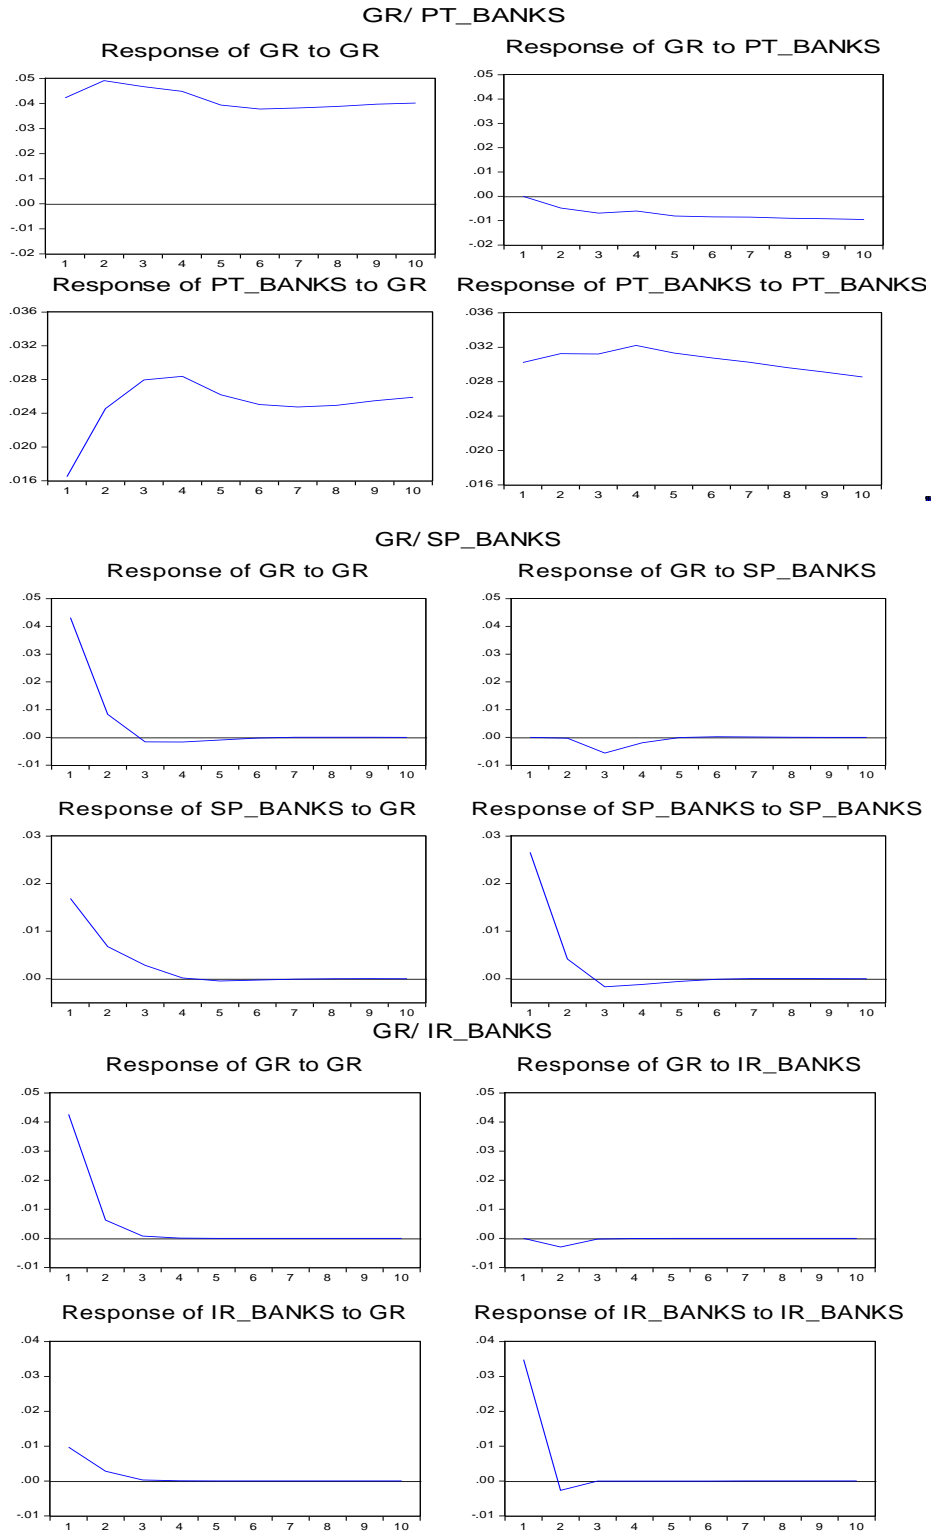 GR/ PT_BANKS
Response of GR to GR
.05
.04
.03
.02
.01
.00
-.01
-.02
1 2 3 4 5 6 7 8 9 10
Response of GR to PT_BANKS
.05
.04
.03
.02
.01
.00
-.01
-.02
1 2 3 4 5 6 7 8 9 10
Response of PT_BANKS to GR
.036
.032
.028
.024
.020
.016
1 2 3 4 5 6 7 8 9 10
Response of PT_BANKS to PT_BANKS
.036
.032
.028
.024
.020
.016
1 2 3 4 5 6 7 8 9 10
GR/ SP_BANKS
Response of GR to GR
.05
.04
.03
.02
.01
.00
-.01
1 2 3 4 5 6 7 8 9 10
Response of GR to SP_BANKS
.05
.04
.03
.02
.01
.00
-.01
1 2 3 4 5 6 7 8 9 10
Response of SP_BANKS to GR
.03
.02
.01
.00
1 2 3 4 5 6 7 8 9 10
Response of SP_BANKS to SP_BANKS
.03
.02
.01
.00
1 2 3 4 5 6 7 8 9 10
GR/ IR_BANKS
Response of GR to GR
.05
.04
.03
.02
.01
.00
-.01
1 2 3 4 5 6 7 8 9 10
Response of GR to IR_BANKS
.05
.04
.03
.02
.01
.00
-.01
1 2 3 4 5 6 7 8 9 10
Response of IR_BANKS to GR
.04
.03
.02
.01
.00
-.01
1 2 3 4 5 6 7 8 9 10
Response of IR_BANKS to IR_BANKS
.04
.03
.02
.01
.00
-.01
1 2 3 4 5 6 7 8 9 10